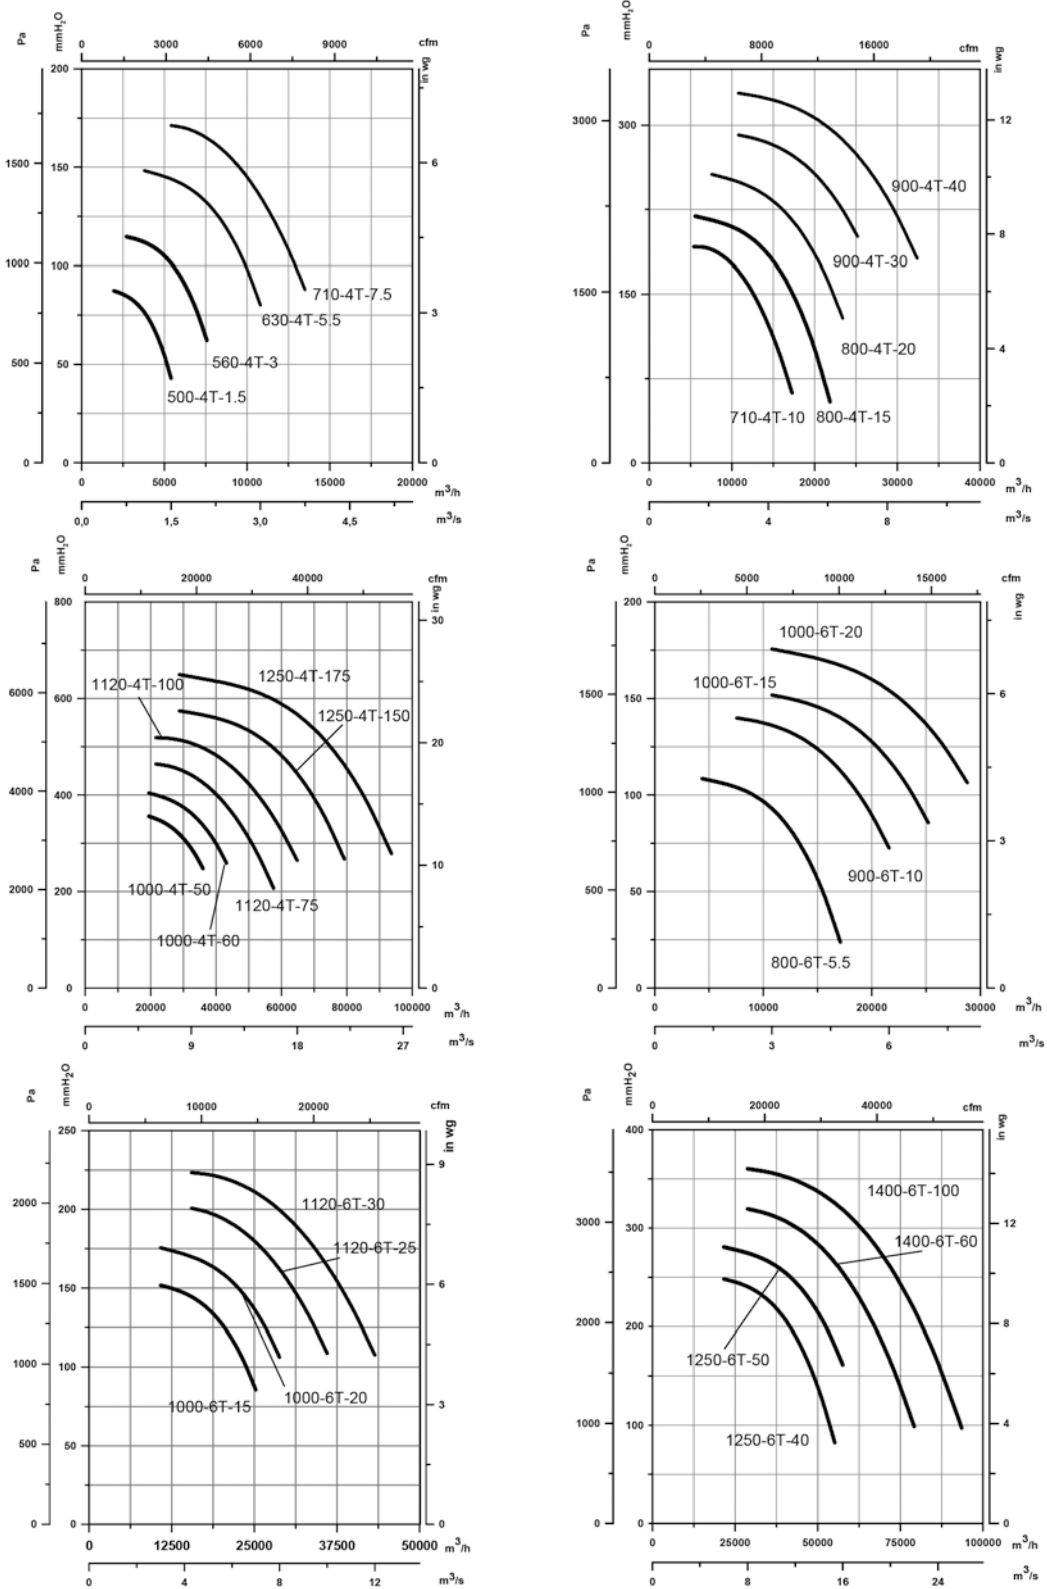 Pa
mmH2O
0 3000 6000 9000 cfm
in wg
200
150
100
50
0
1500
1000
500
0
6
3
0
710-4T-7.5
630-4T-5.5
560-4T-3
500-4T-1.5
0 5000 10000 15000 20000 m3/h
0,0 1,5 3,0 4,5 m3/s
Pa
mmH2O
0 8000 16000 cfm
in wg
300
150
0
3000
1500
0
12
8
4
0
900-4T-40
900-4T-30
800-4T-20
710-4T-10 800-4T-15
0 10000 20000 30000 40000 m3/h
0 4 8 m3/s
Pa
mmH2O
0 20000 40000 cfm
in wg
800
600
400
200
0
6000
4000
2000
0
30
20
10
0
1250-4T-175
1120-4T-100
1250-4T-150
1000-4T-50
1120-4T-75
1000-4T-60
0 20000 40000 60000 80000 100000 m3/h
0 9 18 27 m3/s
Pa
mmH2O
0 5000 10000 15000 cfm
in wg
200
150
100
50
0
1500
1000
500
0
6
3
0
1000-6T-20
1000-6T-15
900-6T-10
800-6T-5.5
0 10000 20000 30000 m3/h
0 3 6 m3/s
Pa
mmH2O
0 10000 20000 cfm
in wg
250
200
150
100
50
0
2000
1500
1000
500
0
9
6
3
0
1120-6T-30
1120-6T-25
1000-6T-20
1000-6T-15
0 12500 25000 37500 50000 m3/h
0 4 8 12 m3/s
Pa
mmH2O
0 20000 40000 cfm
in wg
400
300
200
100
0
3000
2000
1000
0
12
8
4
0
1400-6T-100
1400-6T-60
1250-6T-50
1250-6T-40
0 25000 50000 75000 100000 m3/h
0 8 16 24 m3/s